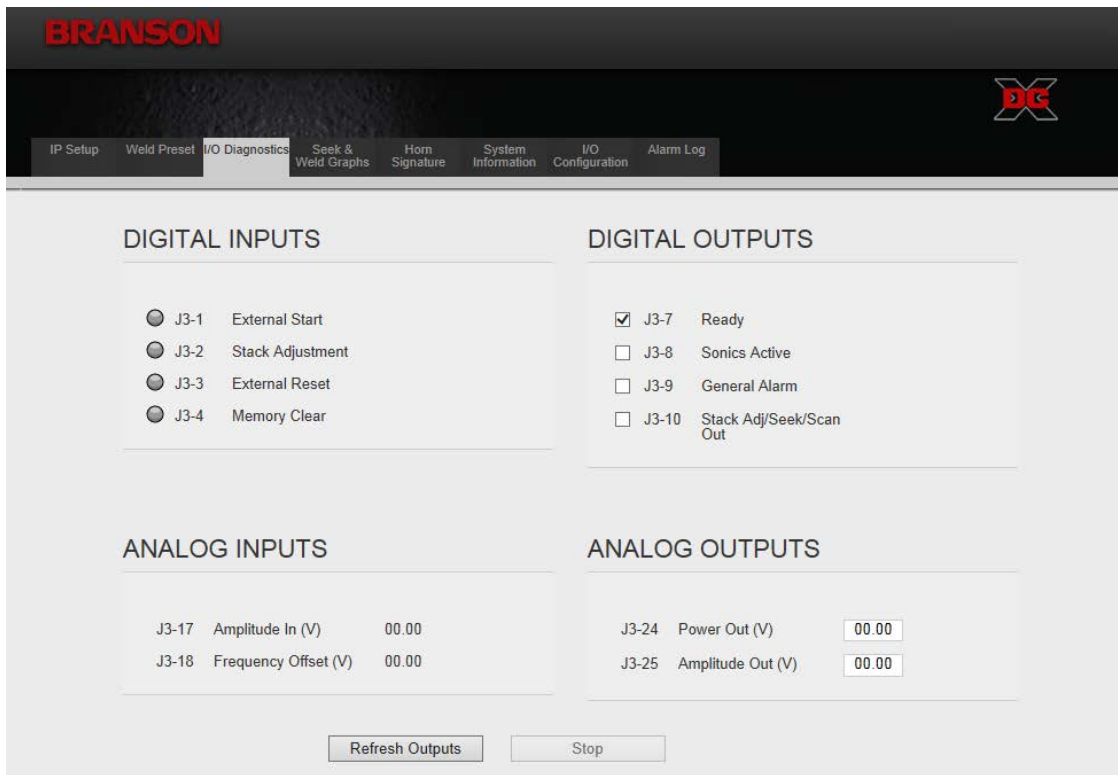 BRANSON
DCX
IP Setup
Weld Preset
I/O Diagnostics
Seek &
Weld Graphs
Horn
Signature
System
Information
I/O
Configuration
Alarm Log
DIGITAL INPUTS
J3-1 External Start
J3-2 Stack Adjustment
J3-3 External Reset
J3-4 Memory Clear
DIGITAL OUTPUTS
J3-7 Ready
J3-8 Sonics Active
J3-9 General Alarm
J3-10 Stack Adj/Seek/Scan
Out
ANALOG INPUTS
J3-17 Amplitude In (V) 00.00
J3-18 Frequency Offset (V) 00.00
ANALOG OUTPUTS
J3-24 Power Out (V) 00.00
J3-25 Amplitude Out (V) 00.00
Refresh Outputs
Stop